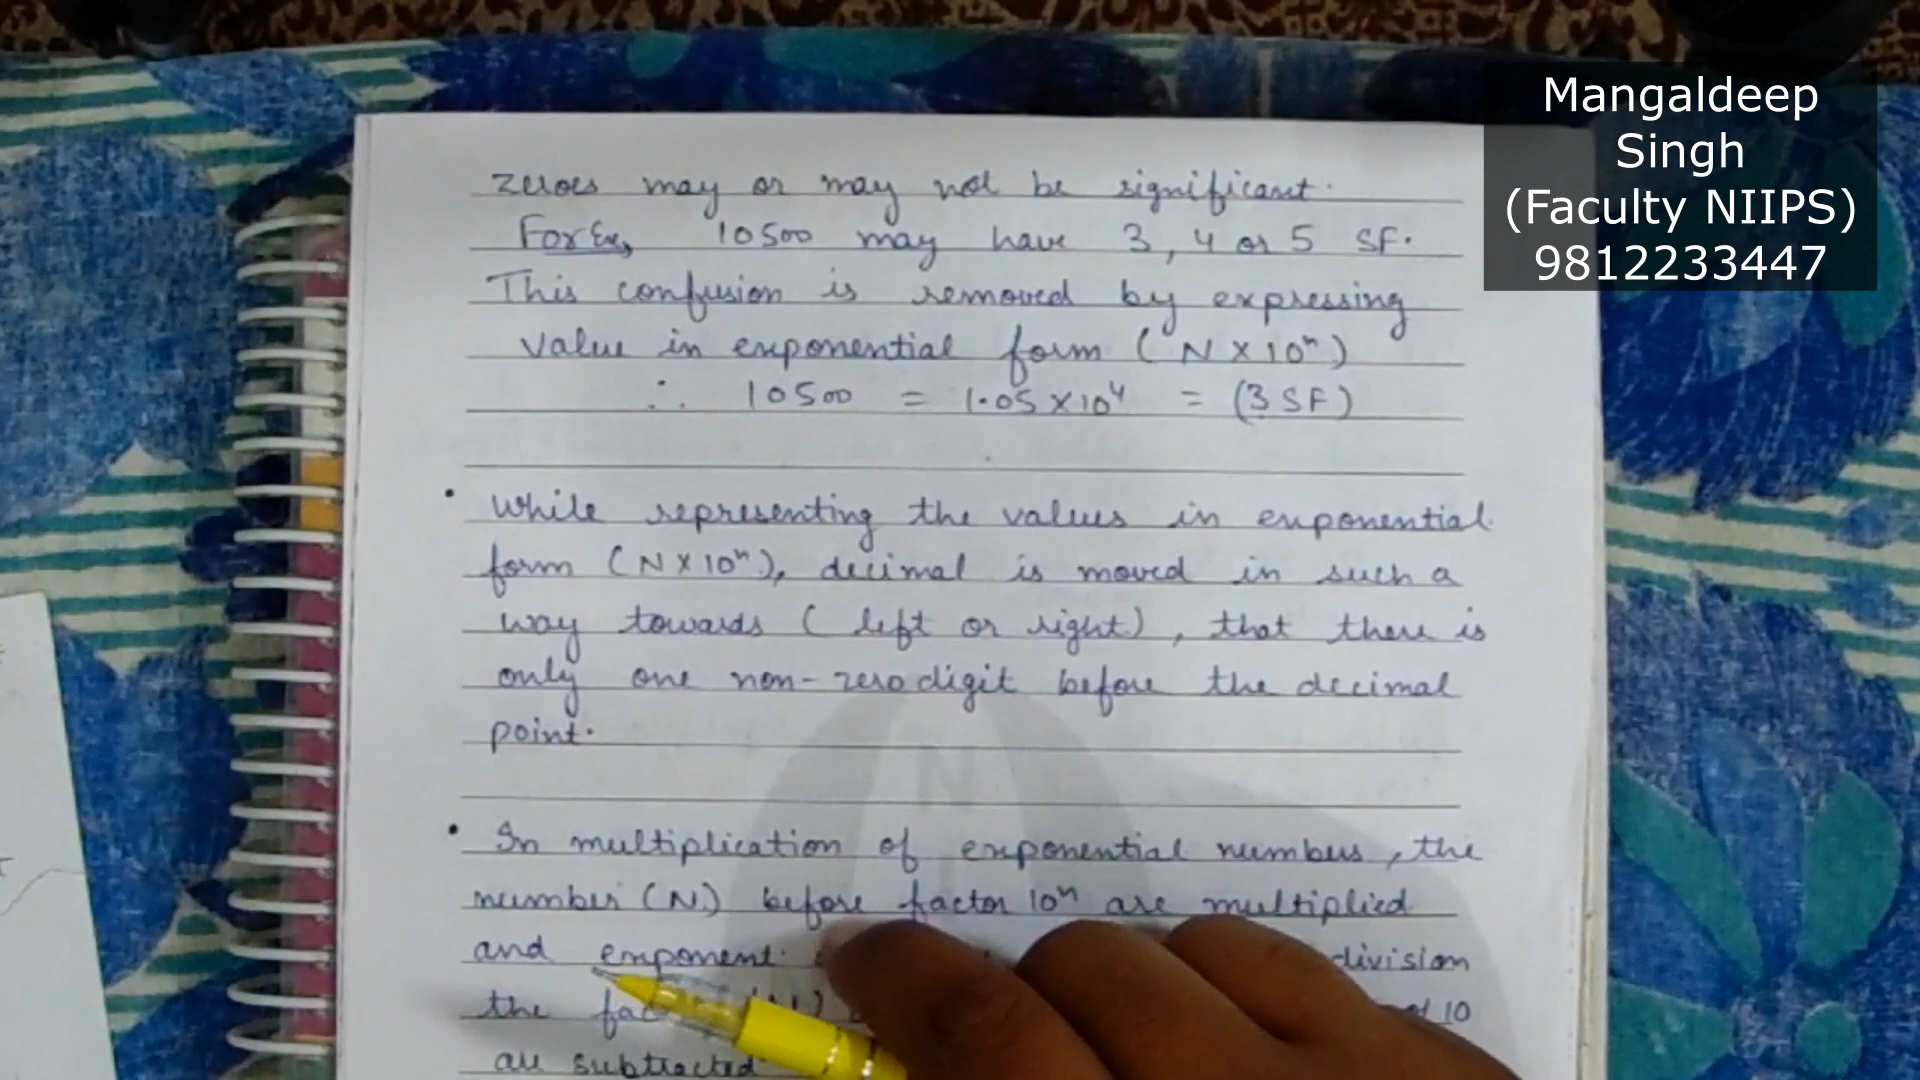 Mangaldeep
Singh
(Faculty NIIPS)
9812233447
zeroes may or may not be significant.
For Ex, 10500 may have 3, 4 or 5 SF.
This confusion is removed by expressing
value in exponential form (N X 10ⁿ)
∴ 10500 = 1.05 X 10⁴ = (3 SF)
• While representing the values in exponential
form (N X 10ⁿ), decimal is moved in such a
way towards (left or right), that there is
only one non-zero digit before the decimal
point.
N
• In multiplication of exponential numbers, the
number (N) before factor 10ⁿ are multiplied
and exponent division
the of 10
are subtracted